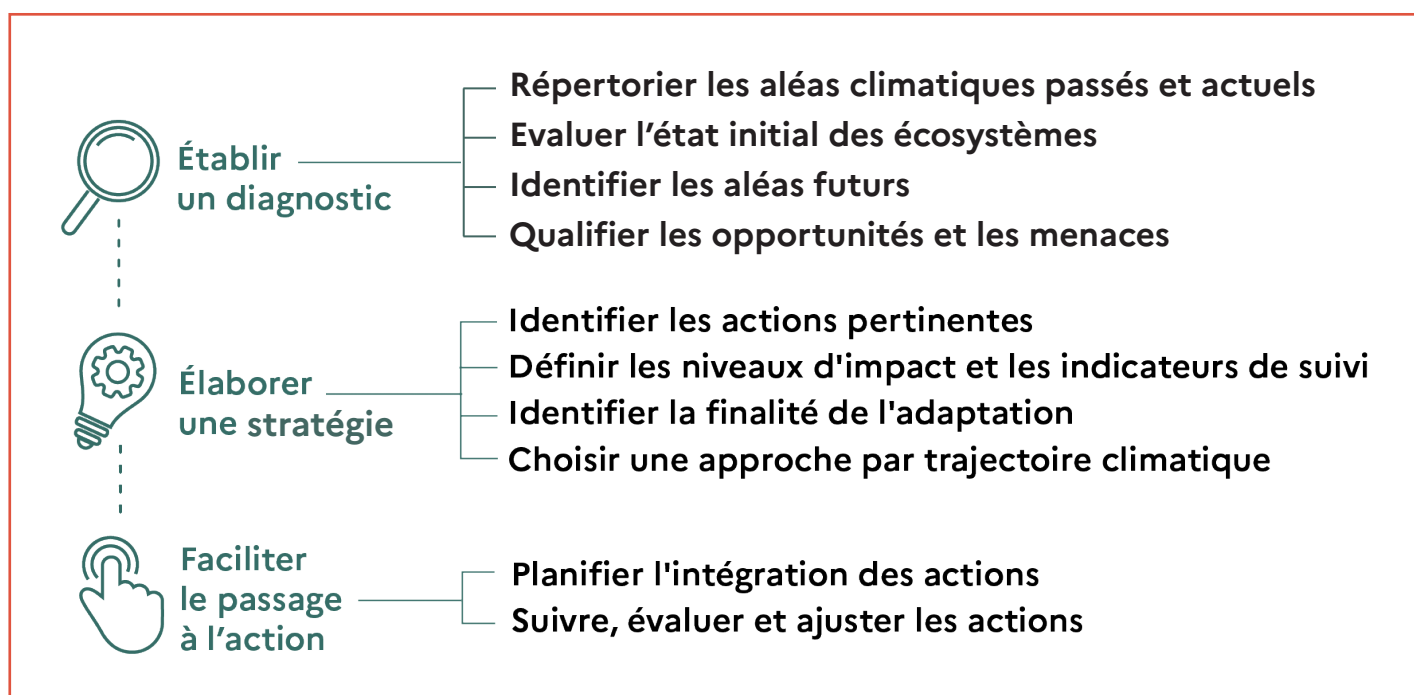 Établir
un diagnostic
Répertorier les aléas climatiques passés et actuels
Evaluer l’état initial des écosystèmes
Identifier les aléas futurs
Qualifier les opportunités et les menaces
Élaborer
une stratégie
Identifier les actions pertinentes
Définir les niveaux d'impact et les indicateurs de suivi
Identifier la finalité de l'adaptation
Choisir une approche par trajectoire climatique
Faciliter
le passage
à l’action
Planifier l'intégration des actions
Suivre, évaluer et ajuster les actions